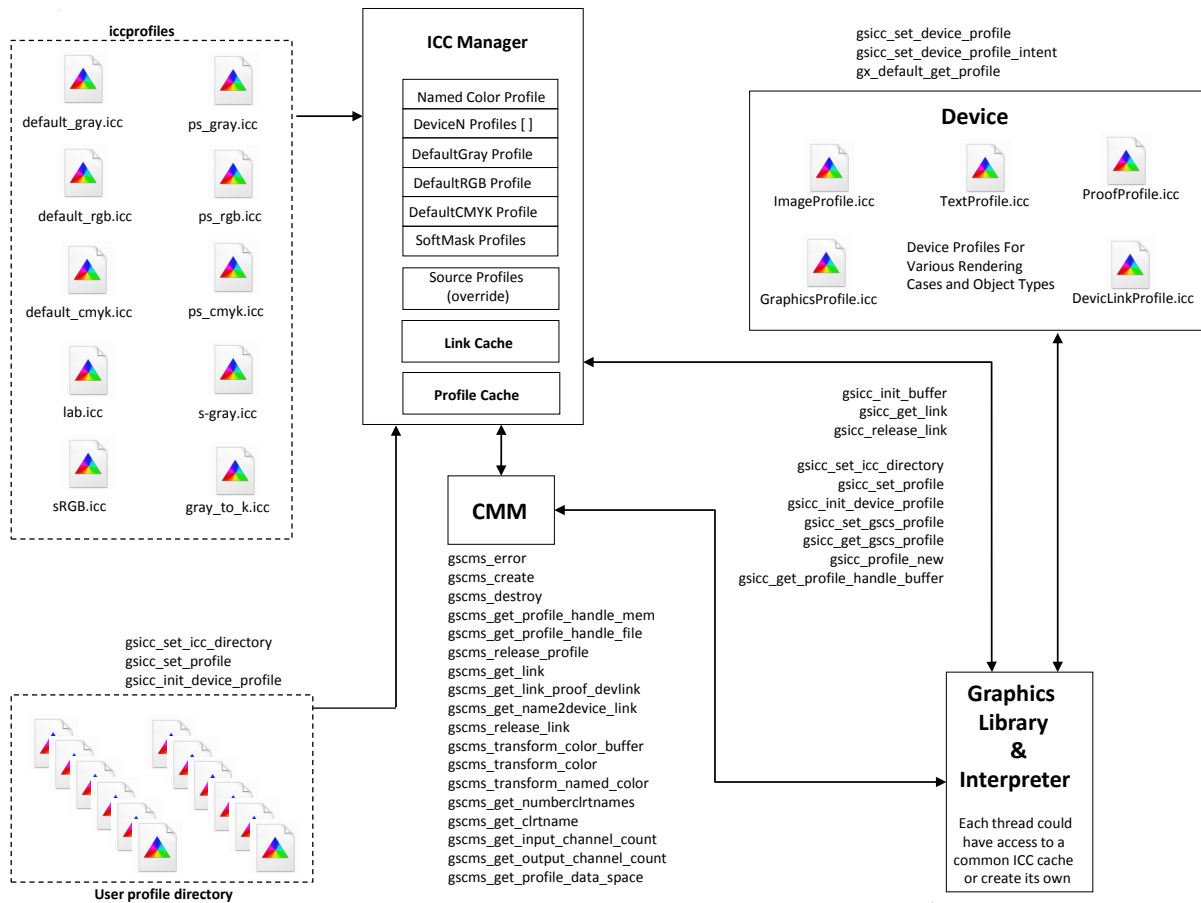 iccprofiles
default_gray.icc
ps_gray.icc
default_rgb.icc
ps_rgb.icc
default_cmyk.icc
ps_cmyk.icc
lab.icc
s-gray.icc
sRGB.icc
gray_to_k.icc
ICC Manager
Named Color Profile
DeviceN Profiles [ ]
DefaultGray Profile
DefaultRGB Profile
DefaultCMYK Profile
SoftMask Profiles
Source Profiles
(override)
Link Cache
Profile Cache
gsicc_set_device_profile
gsicc_set_device_profile_intent
gx_default_get_profile
Device
ImageProfile.icc
TextProfile.icc
ProofProfile.icc
GraphicsProfile.icc
Device Profiles For
Various Rendering
Cases and Object Types
DevicLinkProfile.icc
gsicc_init_buffer
gsicc_get_link
gsicc_release_link
gsicc_set_icc_directory
gsicc_set_profile
gsicc_init_device_profile
gsicc_set_gscs_profile
gsicc_get_gscs_profile
gsicc_profile_new
gsicc_get_profile_handle_buffer
CMM
gscms_error
gscms_create
gscms_destroy
gscms_get_profile_handle_mem
gscms_get_profile_handle_file
gscms_release_profile
gscms_get_link
gscms_get_link_proof_devlink
gscms_get_name2device_link
gscms_release_link
gscms_transform_color_buffer
gscms_transform_color
gscms_transform_named_color
gscms_get_numberclrtnames
gscms_get_clrtname
gscms_get_input_channel_count
gscms_get_output_channel_count
gscms_get_profile_data_space
gsicc_set_icc_directory
gsicc_set_profile
gsicc_init_device_profile
User profile directory
Graphics
Library
&
Interpreter
Each thread could
have access to a
common ICC cache
or create its own